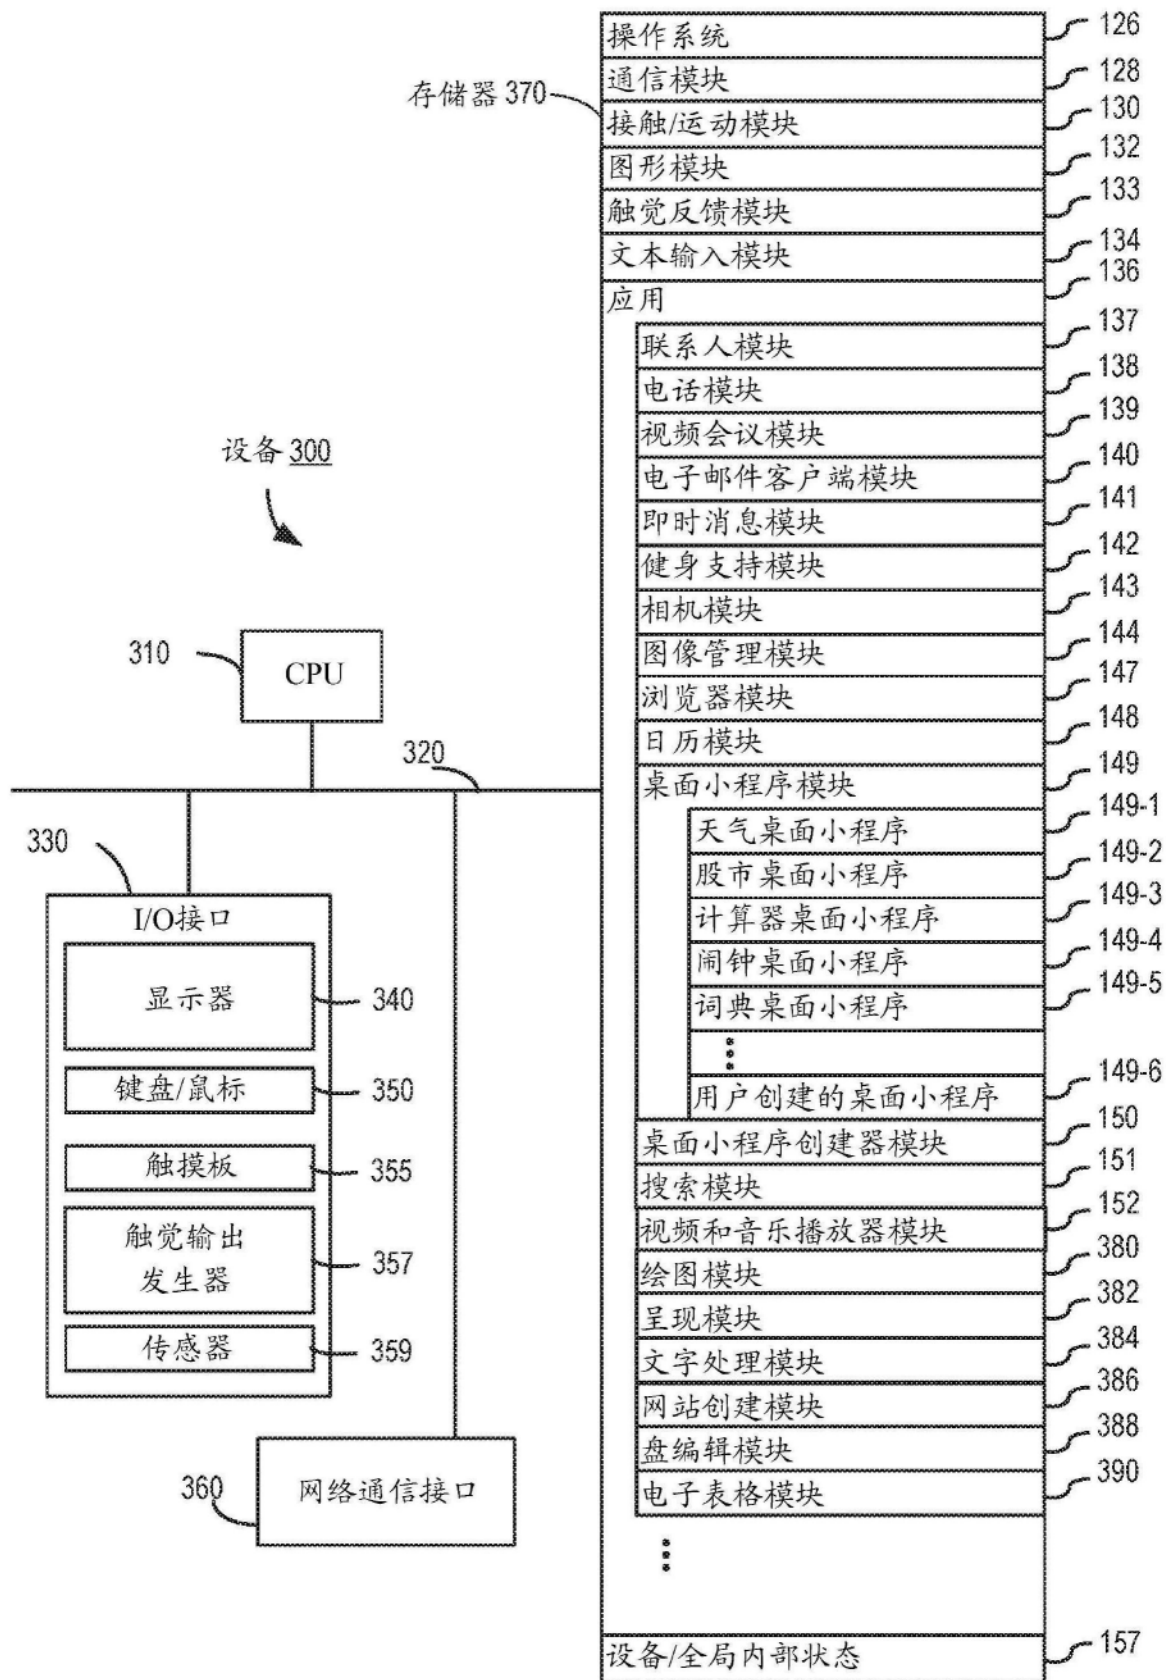 设备 300
310
CPU
320
330
I/O接口
显示器
340
键盘/鼠标
350
触摸板
355
触觉输出
发生器
357
传感器
359
360
网络通信接口
存储器 370
操作系统
126
通信模块
128
接触/运动模块
130
图形模块
132
触觉反馈模块
133
文本输入模块
134
应用
136
联系人模块
137
电话模块
138
视频会议模块
139
电子邮件客户端模块
140
即时消息模块
141
健身支持模块
142
相机模块
143
图像管理模块
144
浏览器模块
147
日历模块
148
桌面小程序模块
149
天气桌面小程序
149-1
股市桌面小程序
149-2
计算器桌面小程序
149-3
闹钟桌面小程序
149-4
词典桌面小程序
149-5
用户创建的桌面小程序
149-6
桌面小程序创建器模块
150
搜索模块
151
视频和音乐播放器模块
152
绘图模块
380
呈现模块
382
文字处理模块
384
网站创建模块
386
盘编辑模块
388
电子表格模块
390
设备/全局内部状态
157